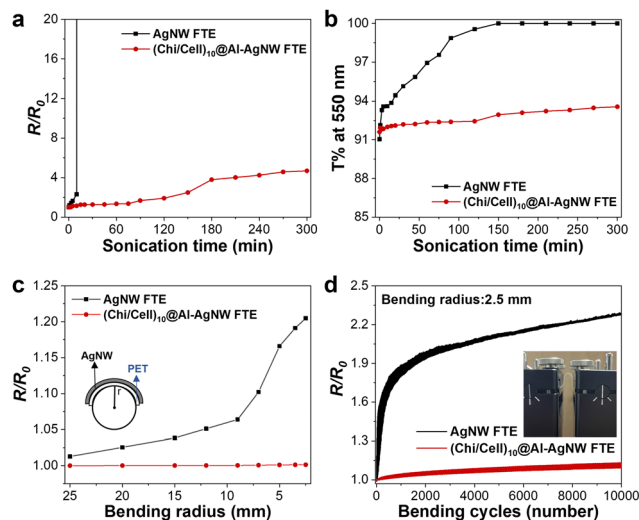 a
AgNW FTE
(Chi/Cell)10@Al-AgNW FTE
R/R0
20
16
12
8
4
0
0 60 120 180 240 300
Sonication time (min)
b
T% at 550 nm
100
97
94
91
88
85
AgNW FTE
(Chi/Cell)10@Al-AgNW FTE
0 50 100 150 200 250 300
Sonication time (min)
c
AgNW FTE
(Chi/Cell)10@Al-AgNW FTE
R/R0
1.25
1.20
1.15
1.10
1.05
1.00
AgNW
PET
r
25 20 15 10 5
Bending radius (mm)
d
Bending radius:2.5 mm
R/R0
2.5
2.2
1.9
1.6
1.3
1.0
AgNW FTE
(Chi/Cell)10@Al-AgNW FTE
0 2000 4000 6000 8000 10000
Bending cycles (number)